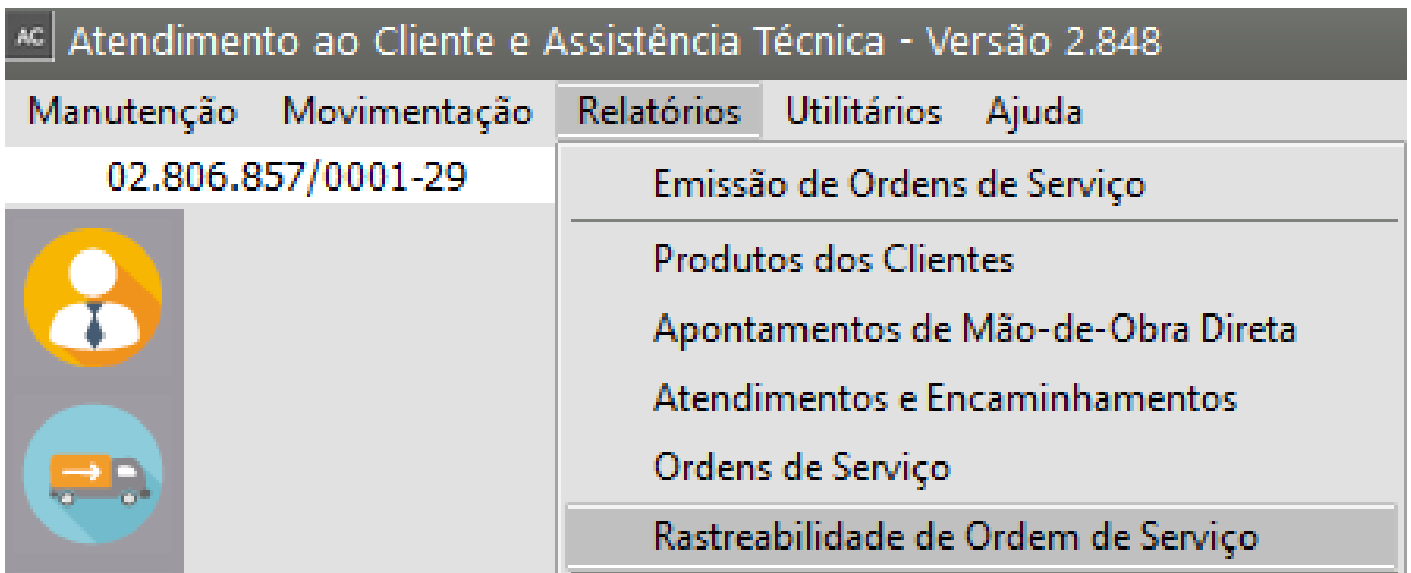 AC Atendimento ao Cliente e Assistência Técnica - Versão 2.848
Manutenção Movimentação Relatórios Utilitários Ajuda
02.806.857/0001-29
Emissão de Ordens de Serviço
Produtos dos Clientes
Apontamentos de Mão-de-Obra Direta
Atendimentos e Encaminhamentos
Ordens de Serviço
Rastreabilidade de Ordem de Serviço